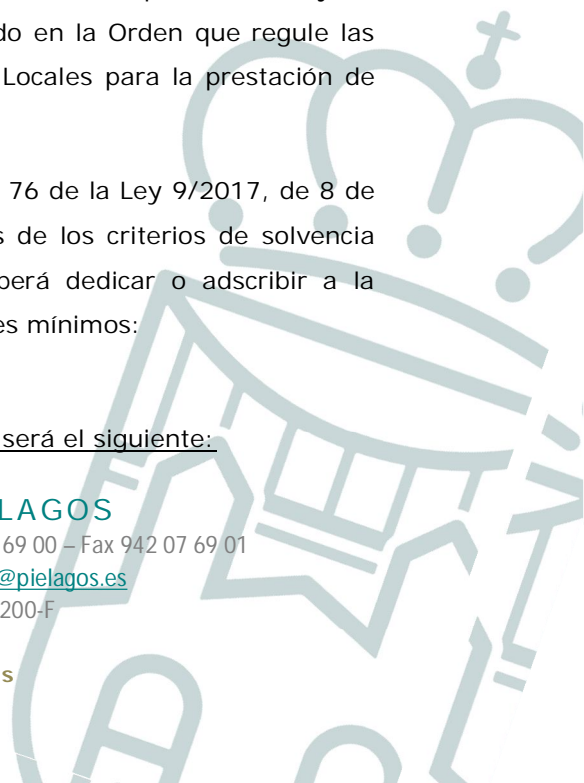 do en la Orden que regule las
Locales para la prestación de
76 de la Ley 9/2017, de 8 de
s de los criterios de solvencia
berá dedicar o adscribir a la
es mínimos:
será el siguiente:
LAGOS
69 00 – Fax 942 07 69 01
@pielagos.es
200-F
s